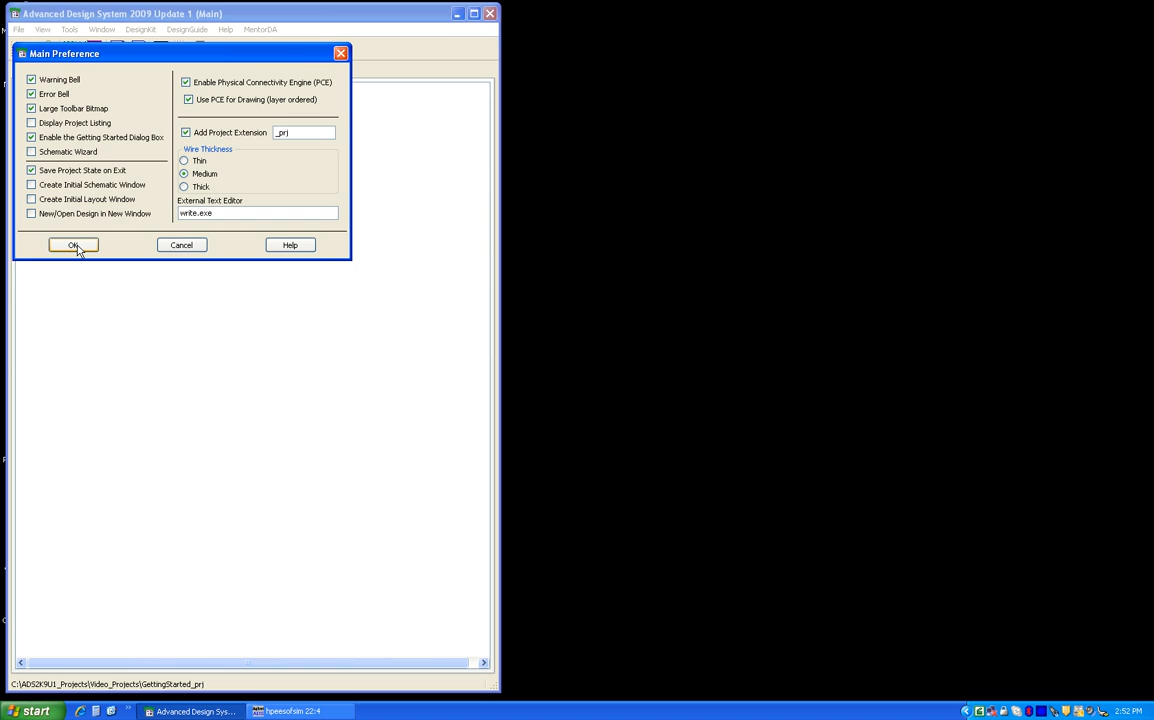 Advanced Design System 2009 Update 1 (Main)
File View Tools Window DesignKit DesignGuide Help MentorDA
Main Preference
Warning Bell
Error Bell
Large Toolbar Bitmap
Display Project Listing
Enable the Getting Started Dialog Box
Schematic Wizard
Save Project State on Exit
Create Initial Schematic Window
Create Initial Layout Window
New/Open Design in New Window
Enable Physical Connectivity Engine (PCE)
Use PCE for Drawing (layer ordered)
Add Project Extension _prj
Wire Thickness
Thin
Medium
Thick
External Text Editor
write.exe
OK Cancel Help
C:\ADS2K9U1_Projects\Video_Projects\GettingStarted_prj
start Advanced Design Sys... hpeesofsim 22:4 2:52 PM